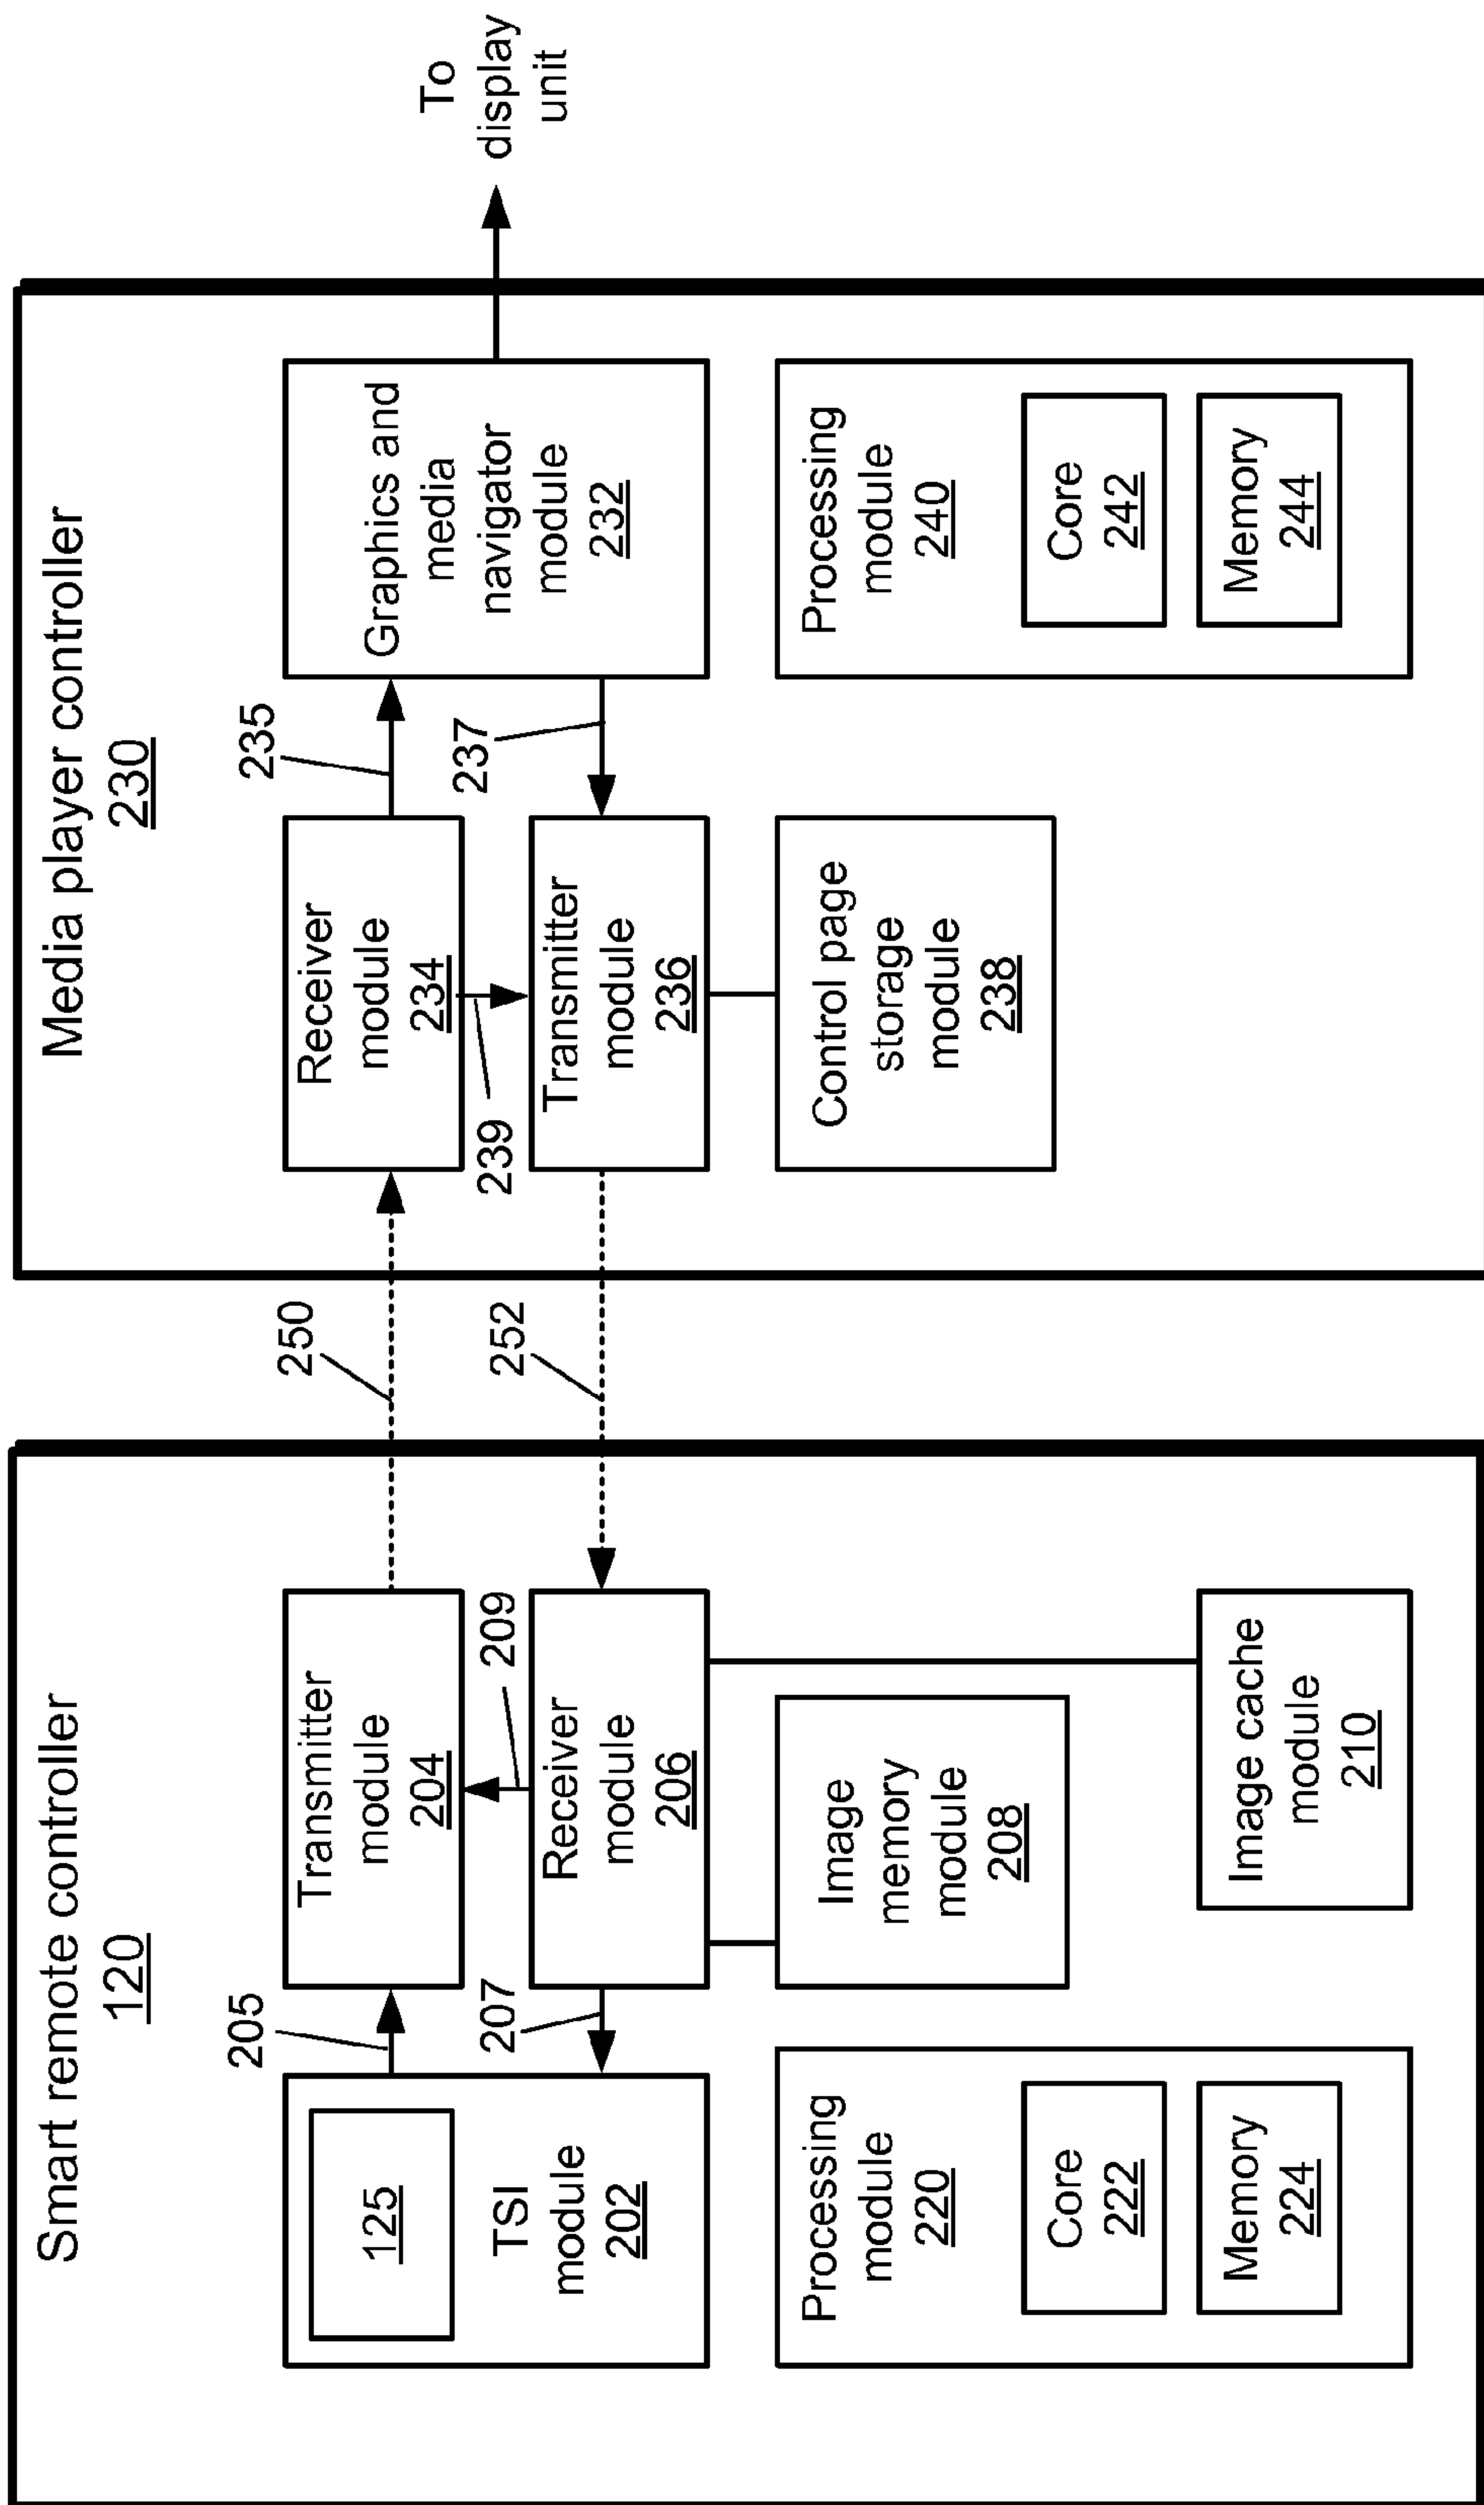 Smart remote controller
120
205
125
TSI
module
202
207
Transmitter
module
204
209
Receiver
module
206
Processing
module
220
Core
222
Memory
224
Image
memory
module
208
Image cache
module
210
250
252
Media player controller
230
Receiver
module
234
235
239
Transmitter
module
236
237
Graphics and
media
navigator
module
232
Control page
storage
module
238
Processing
module
240
Core
242
Memory
244
To
display
unit